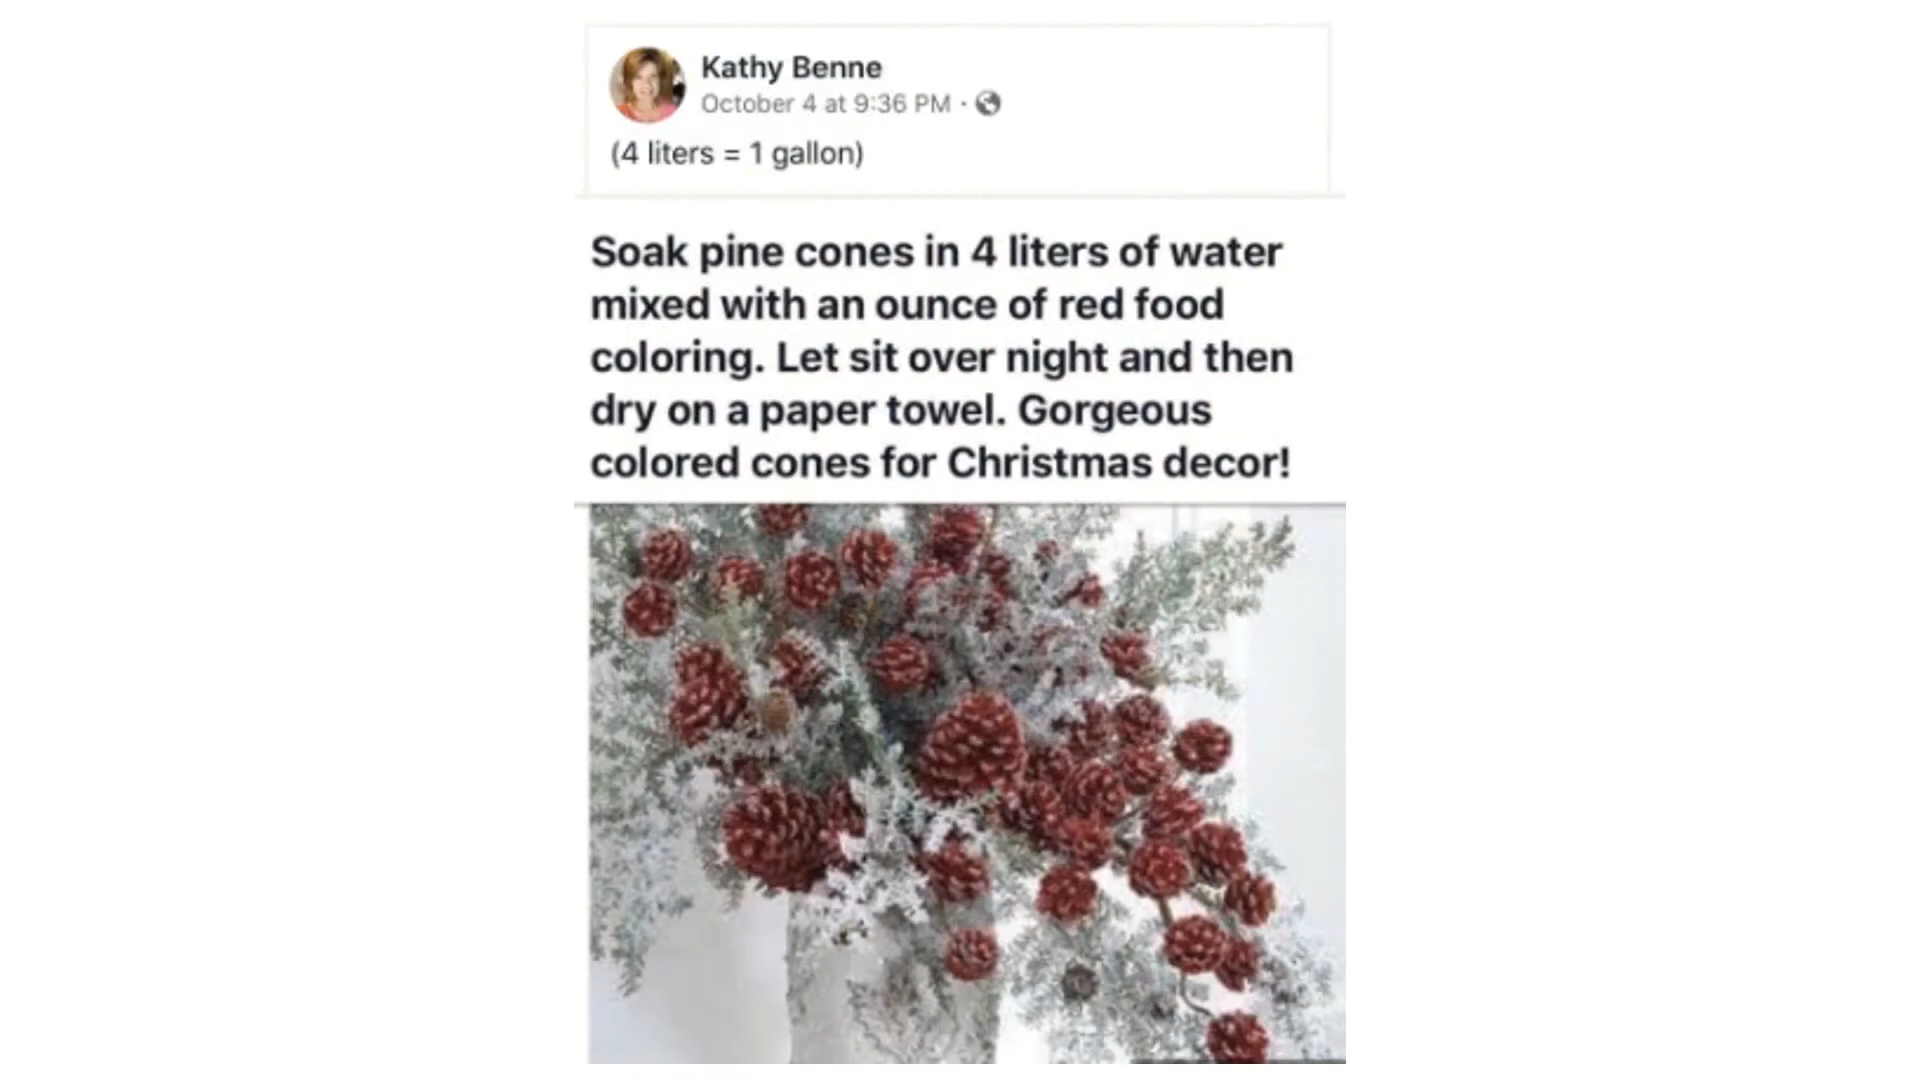 Kathy Benne
October 4 at 9:36 PM ·
(4 liters = 1 gallon)
Soak pine cones in 4 liters of water
mixed with an ounce of red food
coloring. Let sit over night and then
dry on a paper towel. Gorgeous
colored cones for Christmas decor!